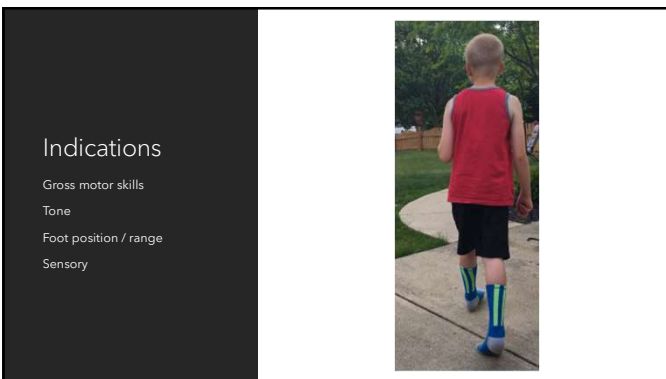 Indications
Gross motor skills
Tone
Foot position / range
Sensory